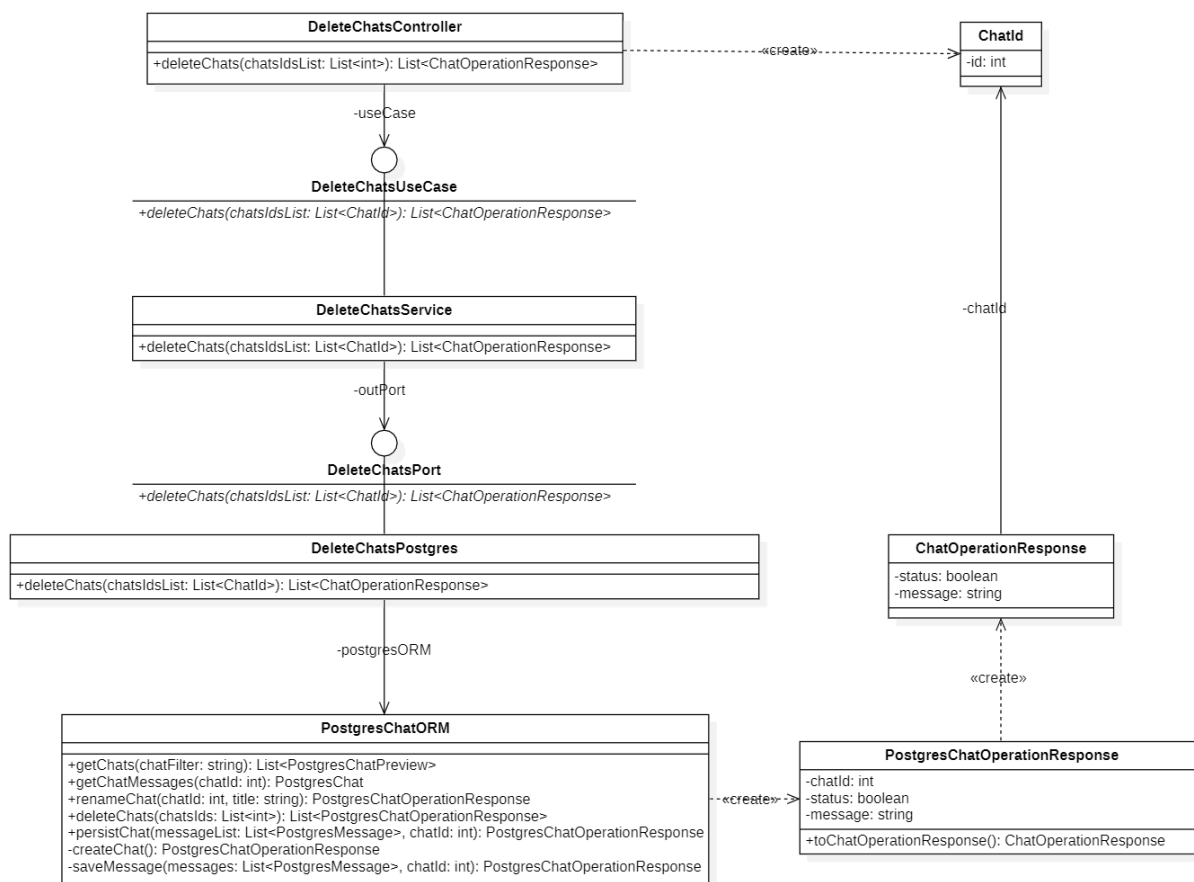 DeleteChatsController
+deleteChats(chatsIdsList: List<int>): List<ChatOperationResponse>
«create»
ChatId
-id: int
-useCase
DeleteChatsUseCase
+deleteChats(chatsIdsList: List<ChatId>): List<ChatOperationResponse>
DeleteChatsService
+deleteChats(chatsIdsList: List<ChatId>): List<ChatOperationResponse>
-chatId
-outPort
DeleteChatsPort
+deleteChats(chatsIdsList: List<ChatId>): List<ChatOperationResponse>
DeleteChatsPostgres
+deleteChats(chatsIdsList: List<ChatId>): List<ChatOperationResponse>
ChatOperationResponse
-status: boolean
-message: string
-postgresORM
«create»
PostgresChatORM
+getChats(chatFilter: string): List<PostgresChatPreview>
+getChatMessages(chatId: int): PostgresChat
+renameChat(chatId: int, title: string): PostgresChatOperationResponse
+deleteChats(chatsIds: List<int>): List<PostgresChatOperationResponse>
+persistChat(messageList: List<PostgresMessage>, chatId: int): PostgresChatOperationResponse
-createChat(): PostgresChatOperationResponse
-saveMessage(messages: List<PostgresMessage>, chatId: int): PostgresChatOperationResponse
«create»
PostgresChatOperationResponse
-chatId: int
-status: boolean
-message: string
+toChatOperationResponse(): ChatOperationResponse